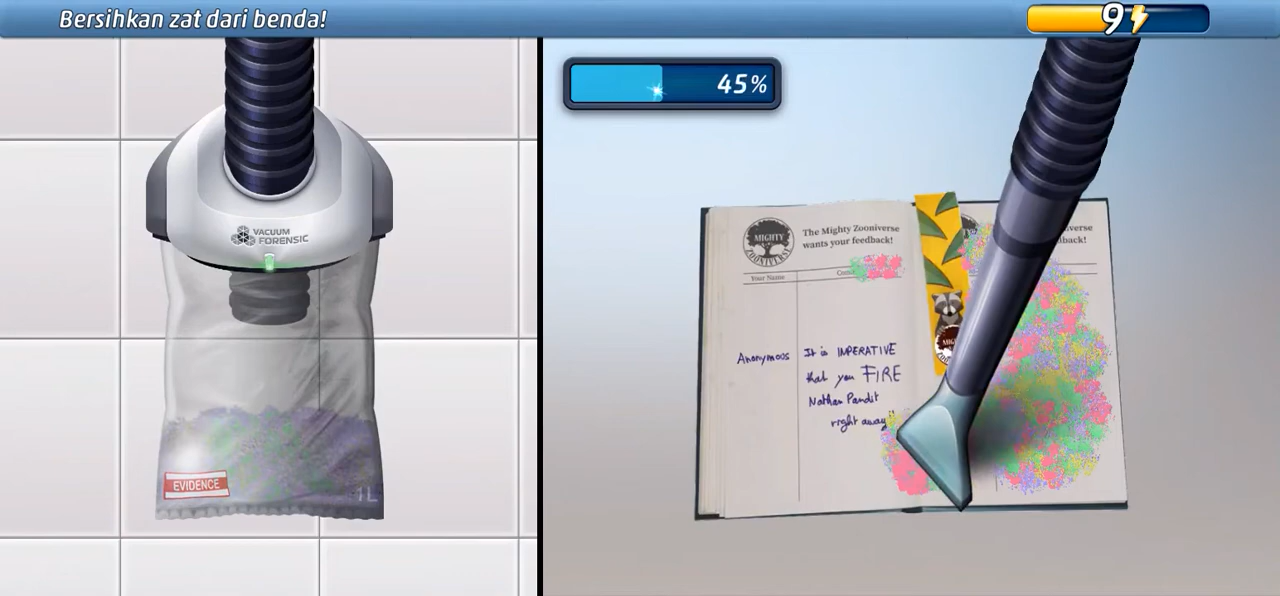 Bersihkan zat dari benda!
9
VACUUM
FORENSIC
EVIDENCE
1L
45%
MIGHTY
ZOONIVERSE
The Mighty Zooniverse
wants your feedback!
Your Name
Anonymous
It is IMPERATIVE
that you FIRE
Nathan Pandit
right away!!
back!